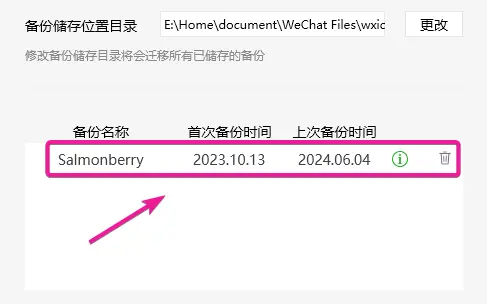 备份储存位置目录 E:\Home\document\WeChat Files\wxic 更改
修改备份储存目录将会迁移所有已储存的备份
备份名称 首次备份时间 上次备份时间
Salmonberry 2023.10.13 2024.06.04